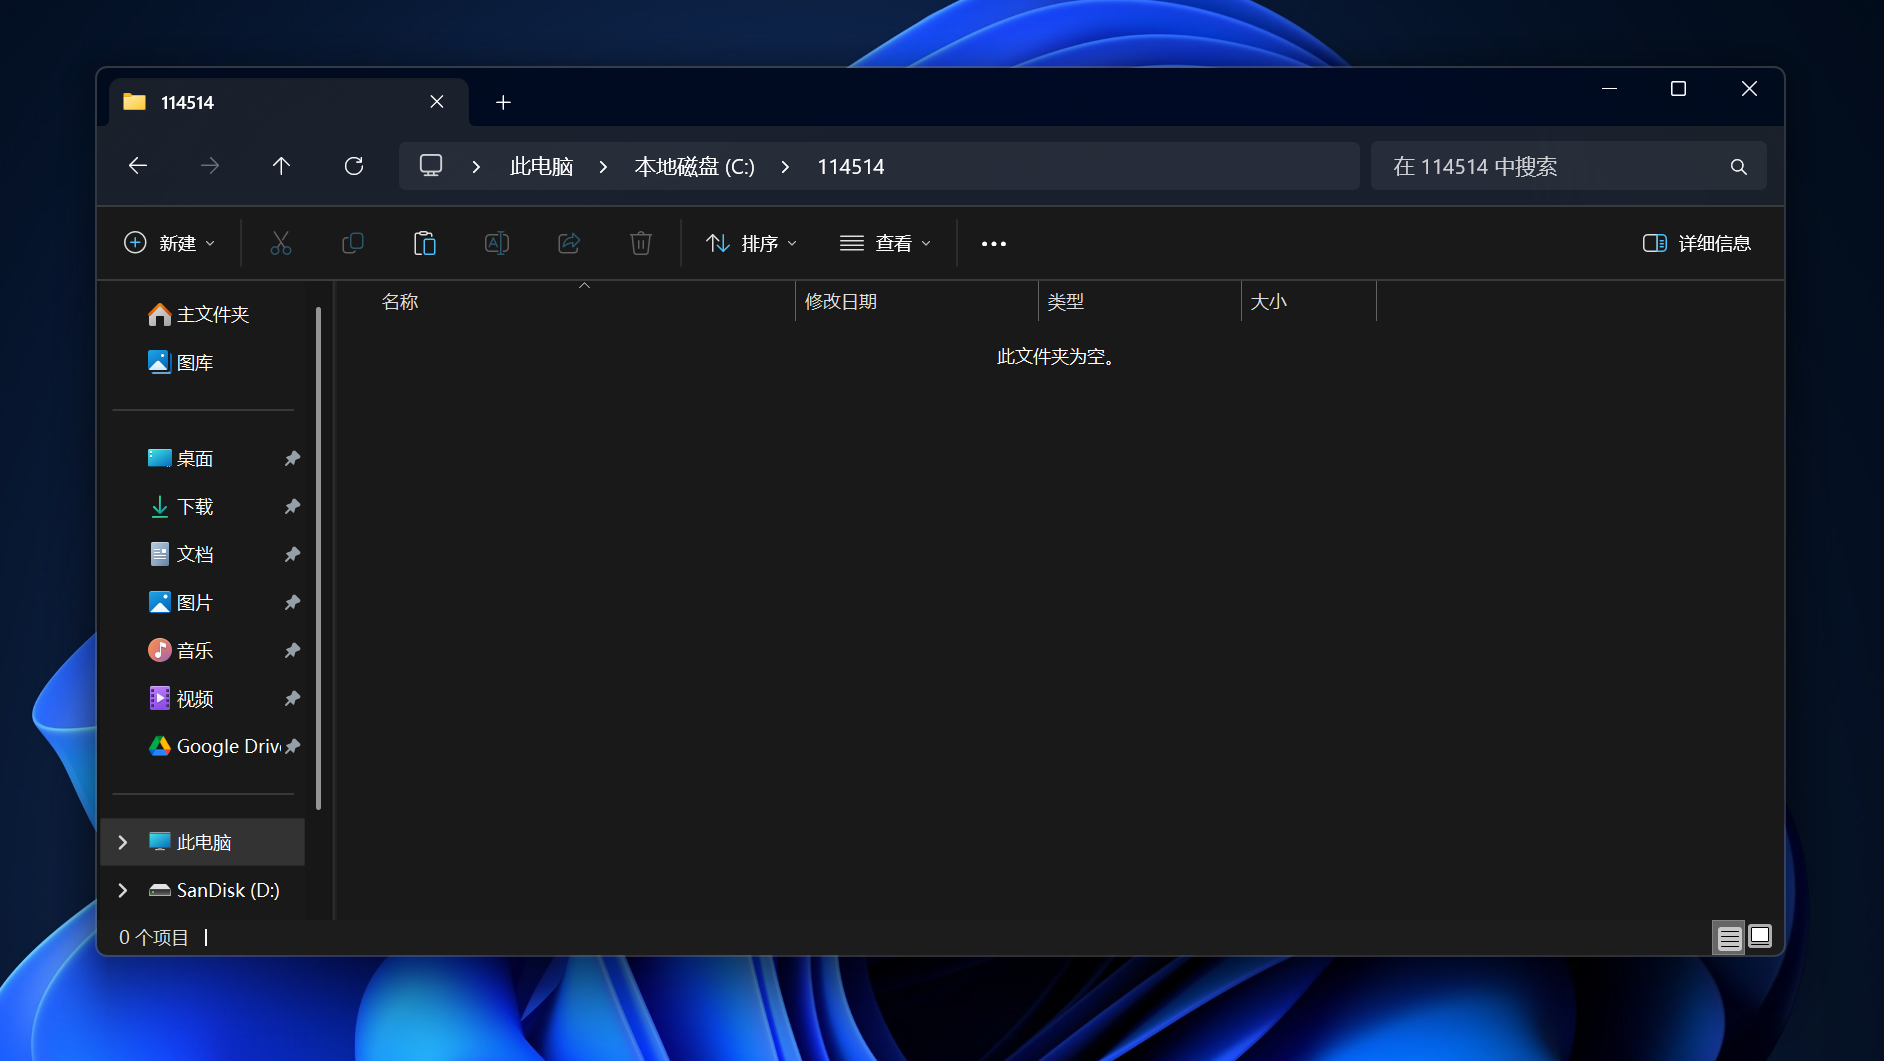 114514
此电脑 本地磁盘 (C:) 114514
在 114514 中搜索
新建 排序 查看 ••• 详细信息
名称 修改日期 类型 大小
此文件夹为空。
主文件夹
图库
桌面
下载
文档
图片
音乐
视频
Google Driv
此电脑
SanDisk (D:)
0 个项目